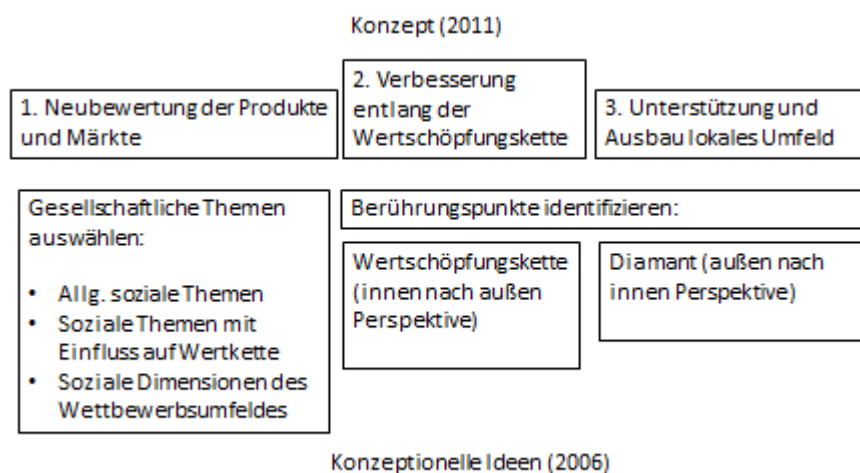 Konzept (2011)
1. Neubewertung der Produkte
und Märkte
2. Verbesserung
entlang der
Wertschöpfungskette
3. Unterstützung und
Ausbau lokales Umfeld
Gesellschaftliche Themen
auswählen:
• Allg. soziale Themen
• Soziale Themen mit
Einfluss auf Wertkette
• Soziale Dimensionen des
Wettbewerbsumfeldes
Berührungspunkte identifizieren:
Wertschöpfungskette
(innen nach außen
Perspektive)
Diamant (außen nach
innen Perspektive)
Konzeptionelle Ideen (2006)